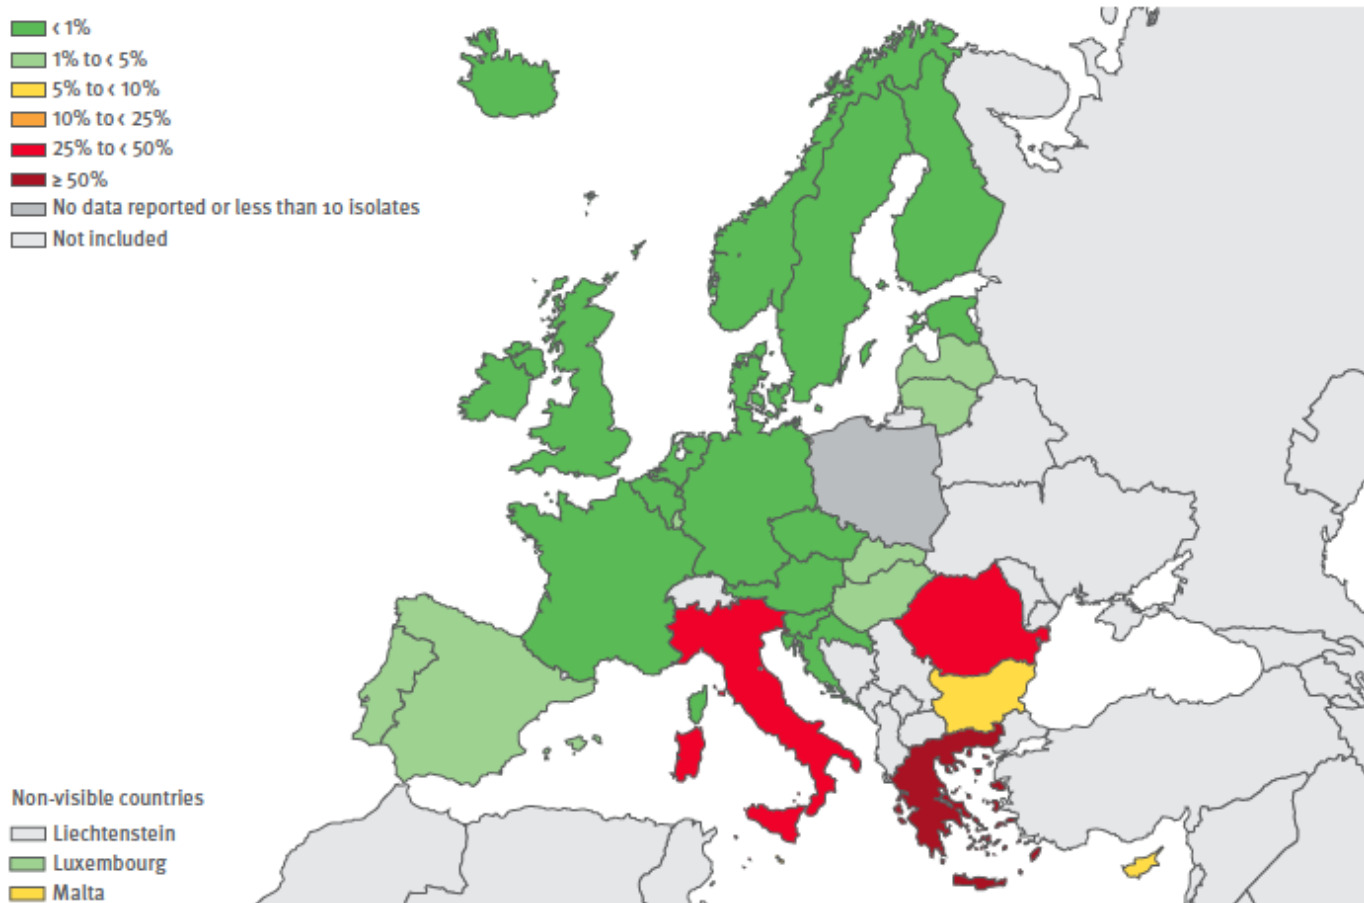 < 1%
1% to < 5%
5% to < 10%
10% to < 25%
25% to < 50%
≥ 50%
No data reported or less than 10 isolates
Not included
Non-visible countries
Liechtenstein
Luxembourg
Malta